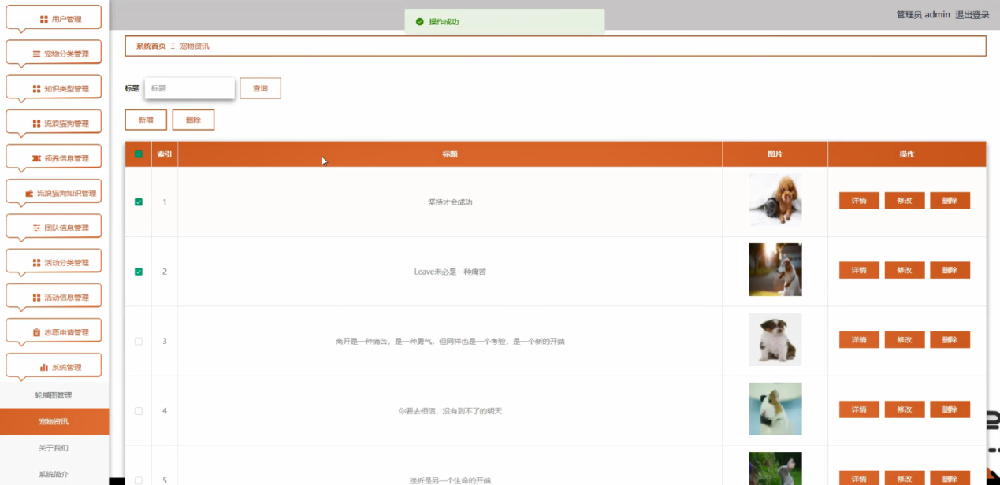 用户管理
宠物分类管理
知识类型管理
流浪猫狗管理
领养信息管理
流浪猫狗知识管理
团队信息管理
活动分类管理
活动信息管理
志愿申请管理
系统管理
轮播图管理
宠物资讯
关于我们
系统简介
操作成功
管理员 admin 退出登录
系统首页 Ξ 宠物资讯
标题 标题 查询
新增 删除
索引 标题 图片 操作
1 坚持才会成功 详情 修改 删除
2 Leave未必是一种痛苦 详情 修改 删除
3 离开是一种痛苦，是一种勇气，但同样也是一个考验，是一个新的开端 详情 修改 删除
4 你要去相信，没有到不了的明天 详情 修改 删除
5 挫折是另一个生命的开端 详情 修改 删除